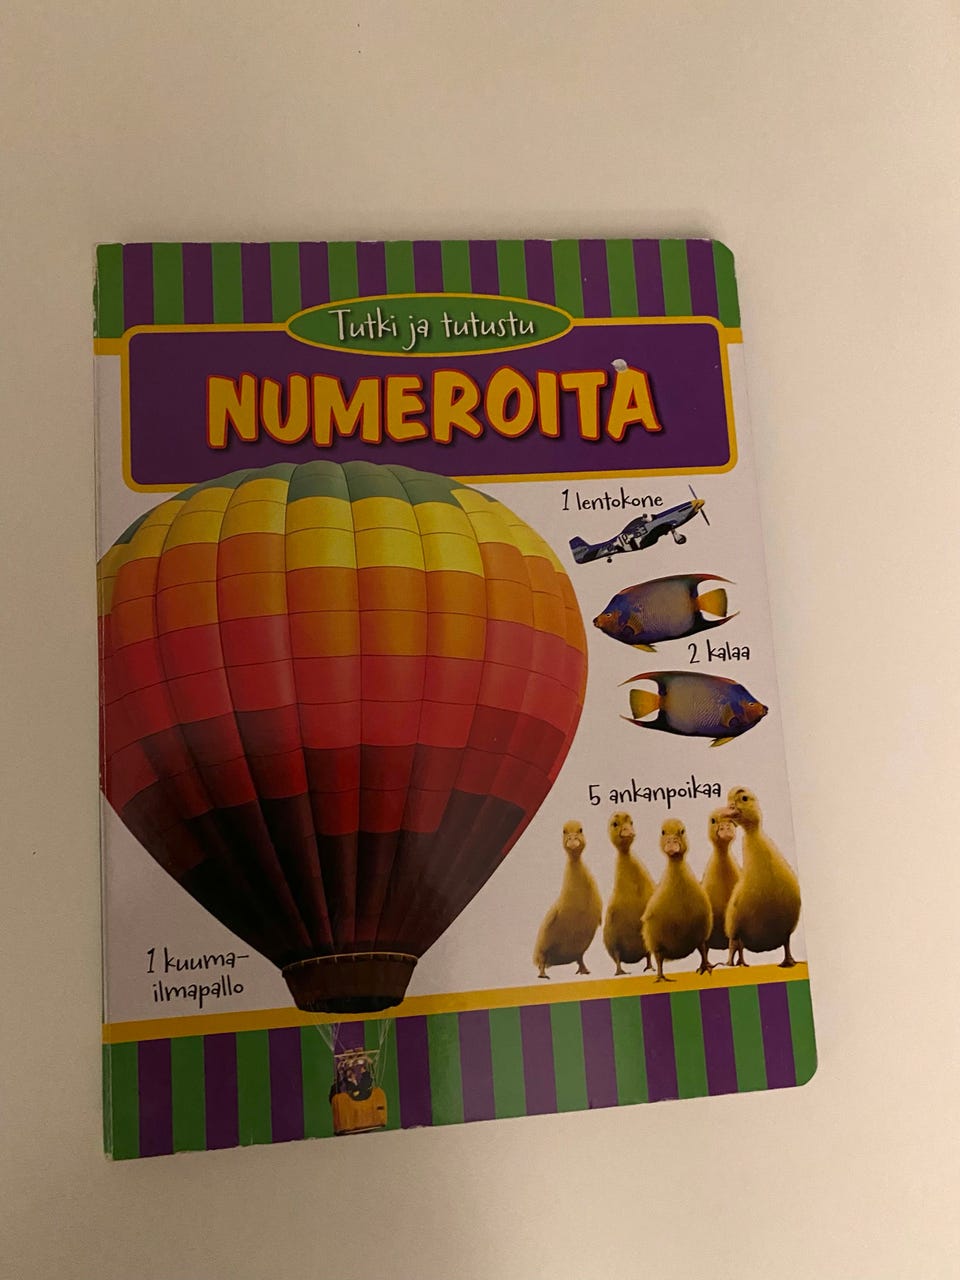 Tutki ja tutustu
NUMEROITA
1 lentokone
2 kalaa
5 ankanpoikaa
1 kuuma-
ilmapallo